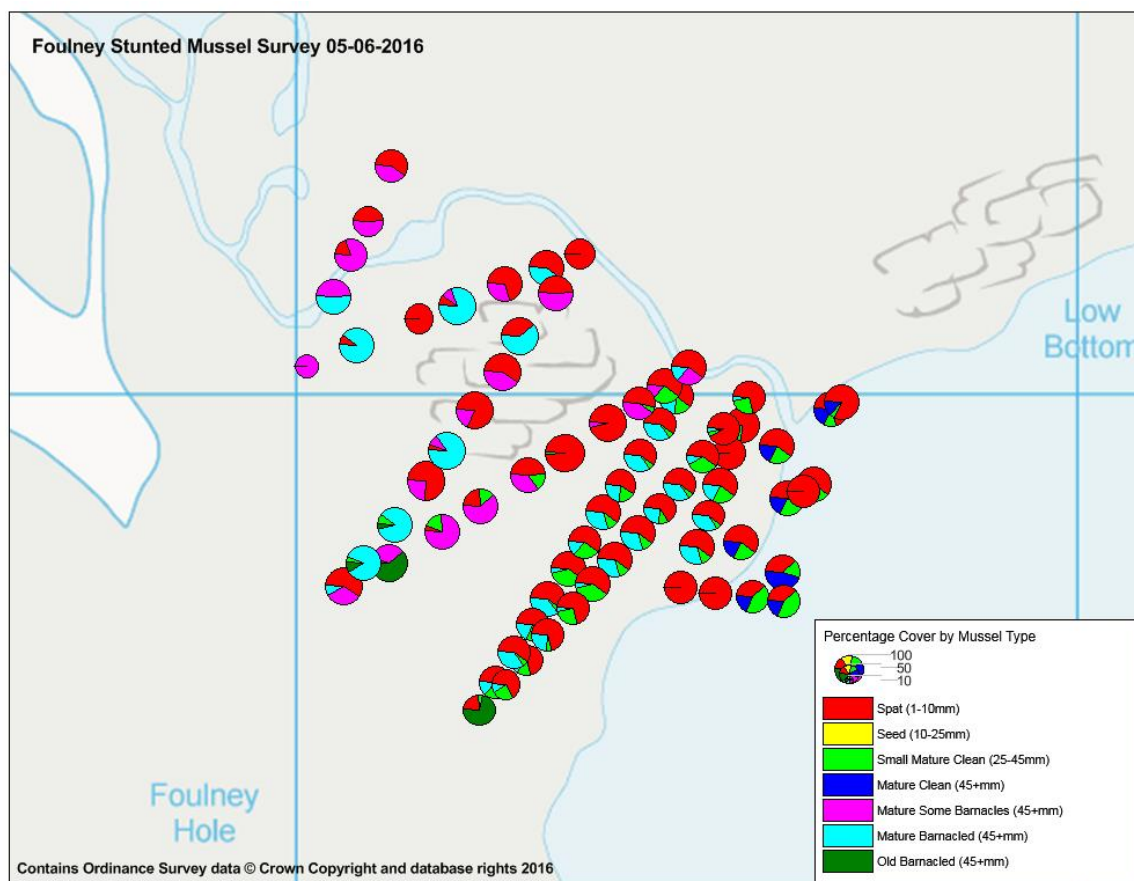 Foulney Stunted Mussel Survey 05-06-2016
Low
Bottom
Foulney
Hole
Contains Ordinance Survey data © Crown Copyright and database rights 2016
Percentage Cover by Mussel Type
100
50
10
Spat (1-10mm)
Seed (10-25mm)
Small Mature Clean (25-45mm)
Mature Clean (45+mm)
Mature Some Barnacles (45+mm)
Mature Barnacled (45+mm)
Old Barnacled (45+mm)